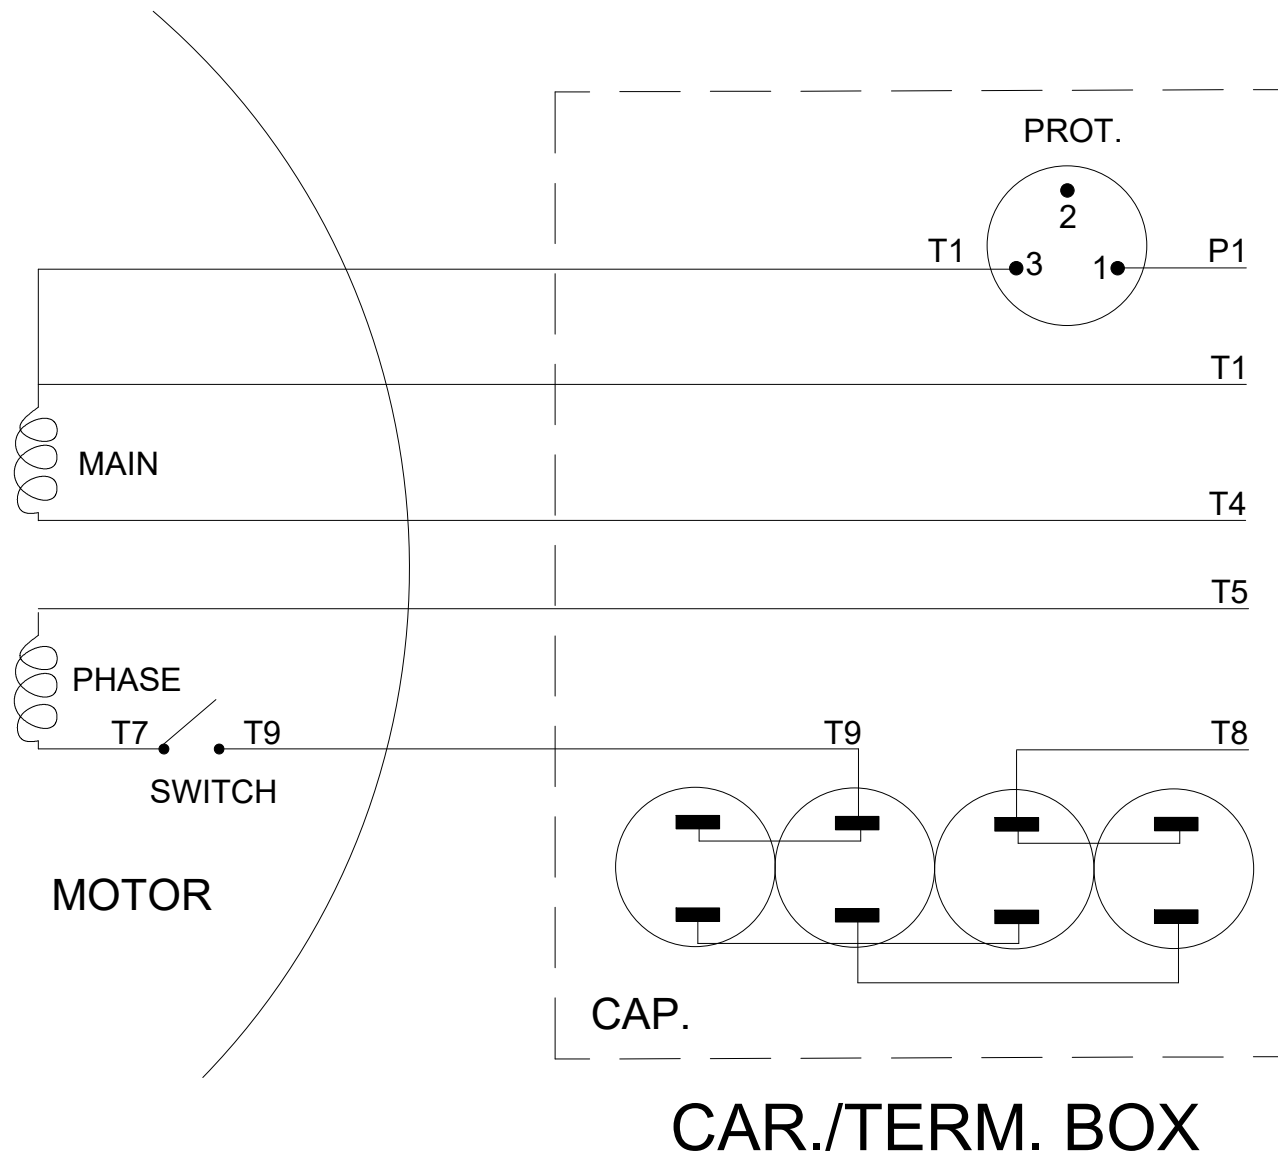 PROT.
2
T1 3 1 P1
T1
MAIN
T4
T5
PHASE
T7 T9 T9 T8
SWITCH
MOTOR
CAP.
CAR./TERM. BOX